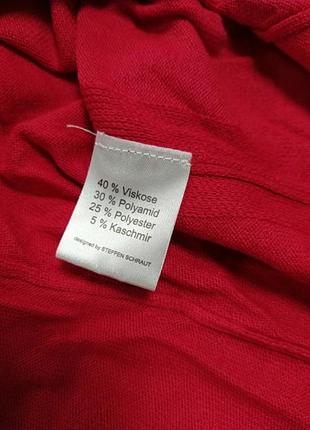 40 % Viskose
30 % Polyamid
25 % Polyester
5 % Kaschmir
designed by STEFFEN SCHRAUT